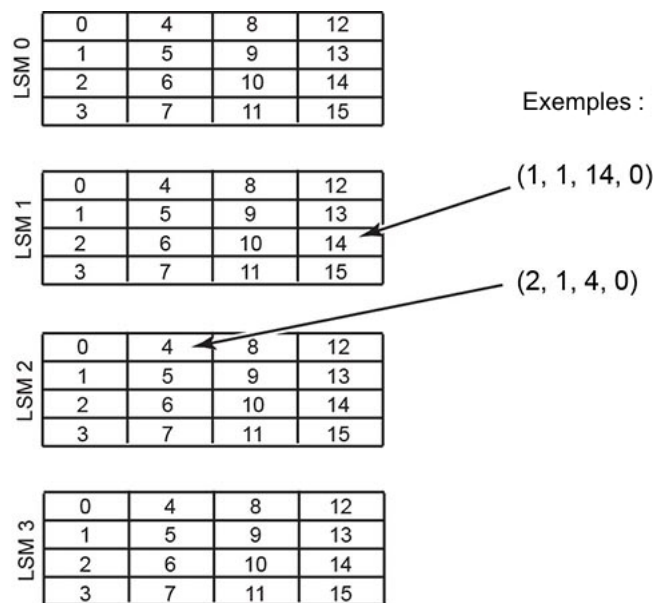 LSM 0
0 4 8 12
1 5 9 13
2 6 10 14
3 7 11 15
Exemples :
LSM 1
0 4 8 12
1 5 9 13
2 6 10 14
3 7 11 15
(1, 1, 14, 0)
(2, 1, 4, 0)
LSM 2
0 4 8 12
1 5 9 13
2 6 10 14
3 7 11 15
LSM 3
0 4 8 12
1 5 9 13
2 6 10 14
3 7 11 15